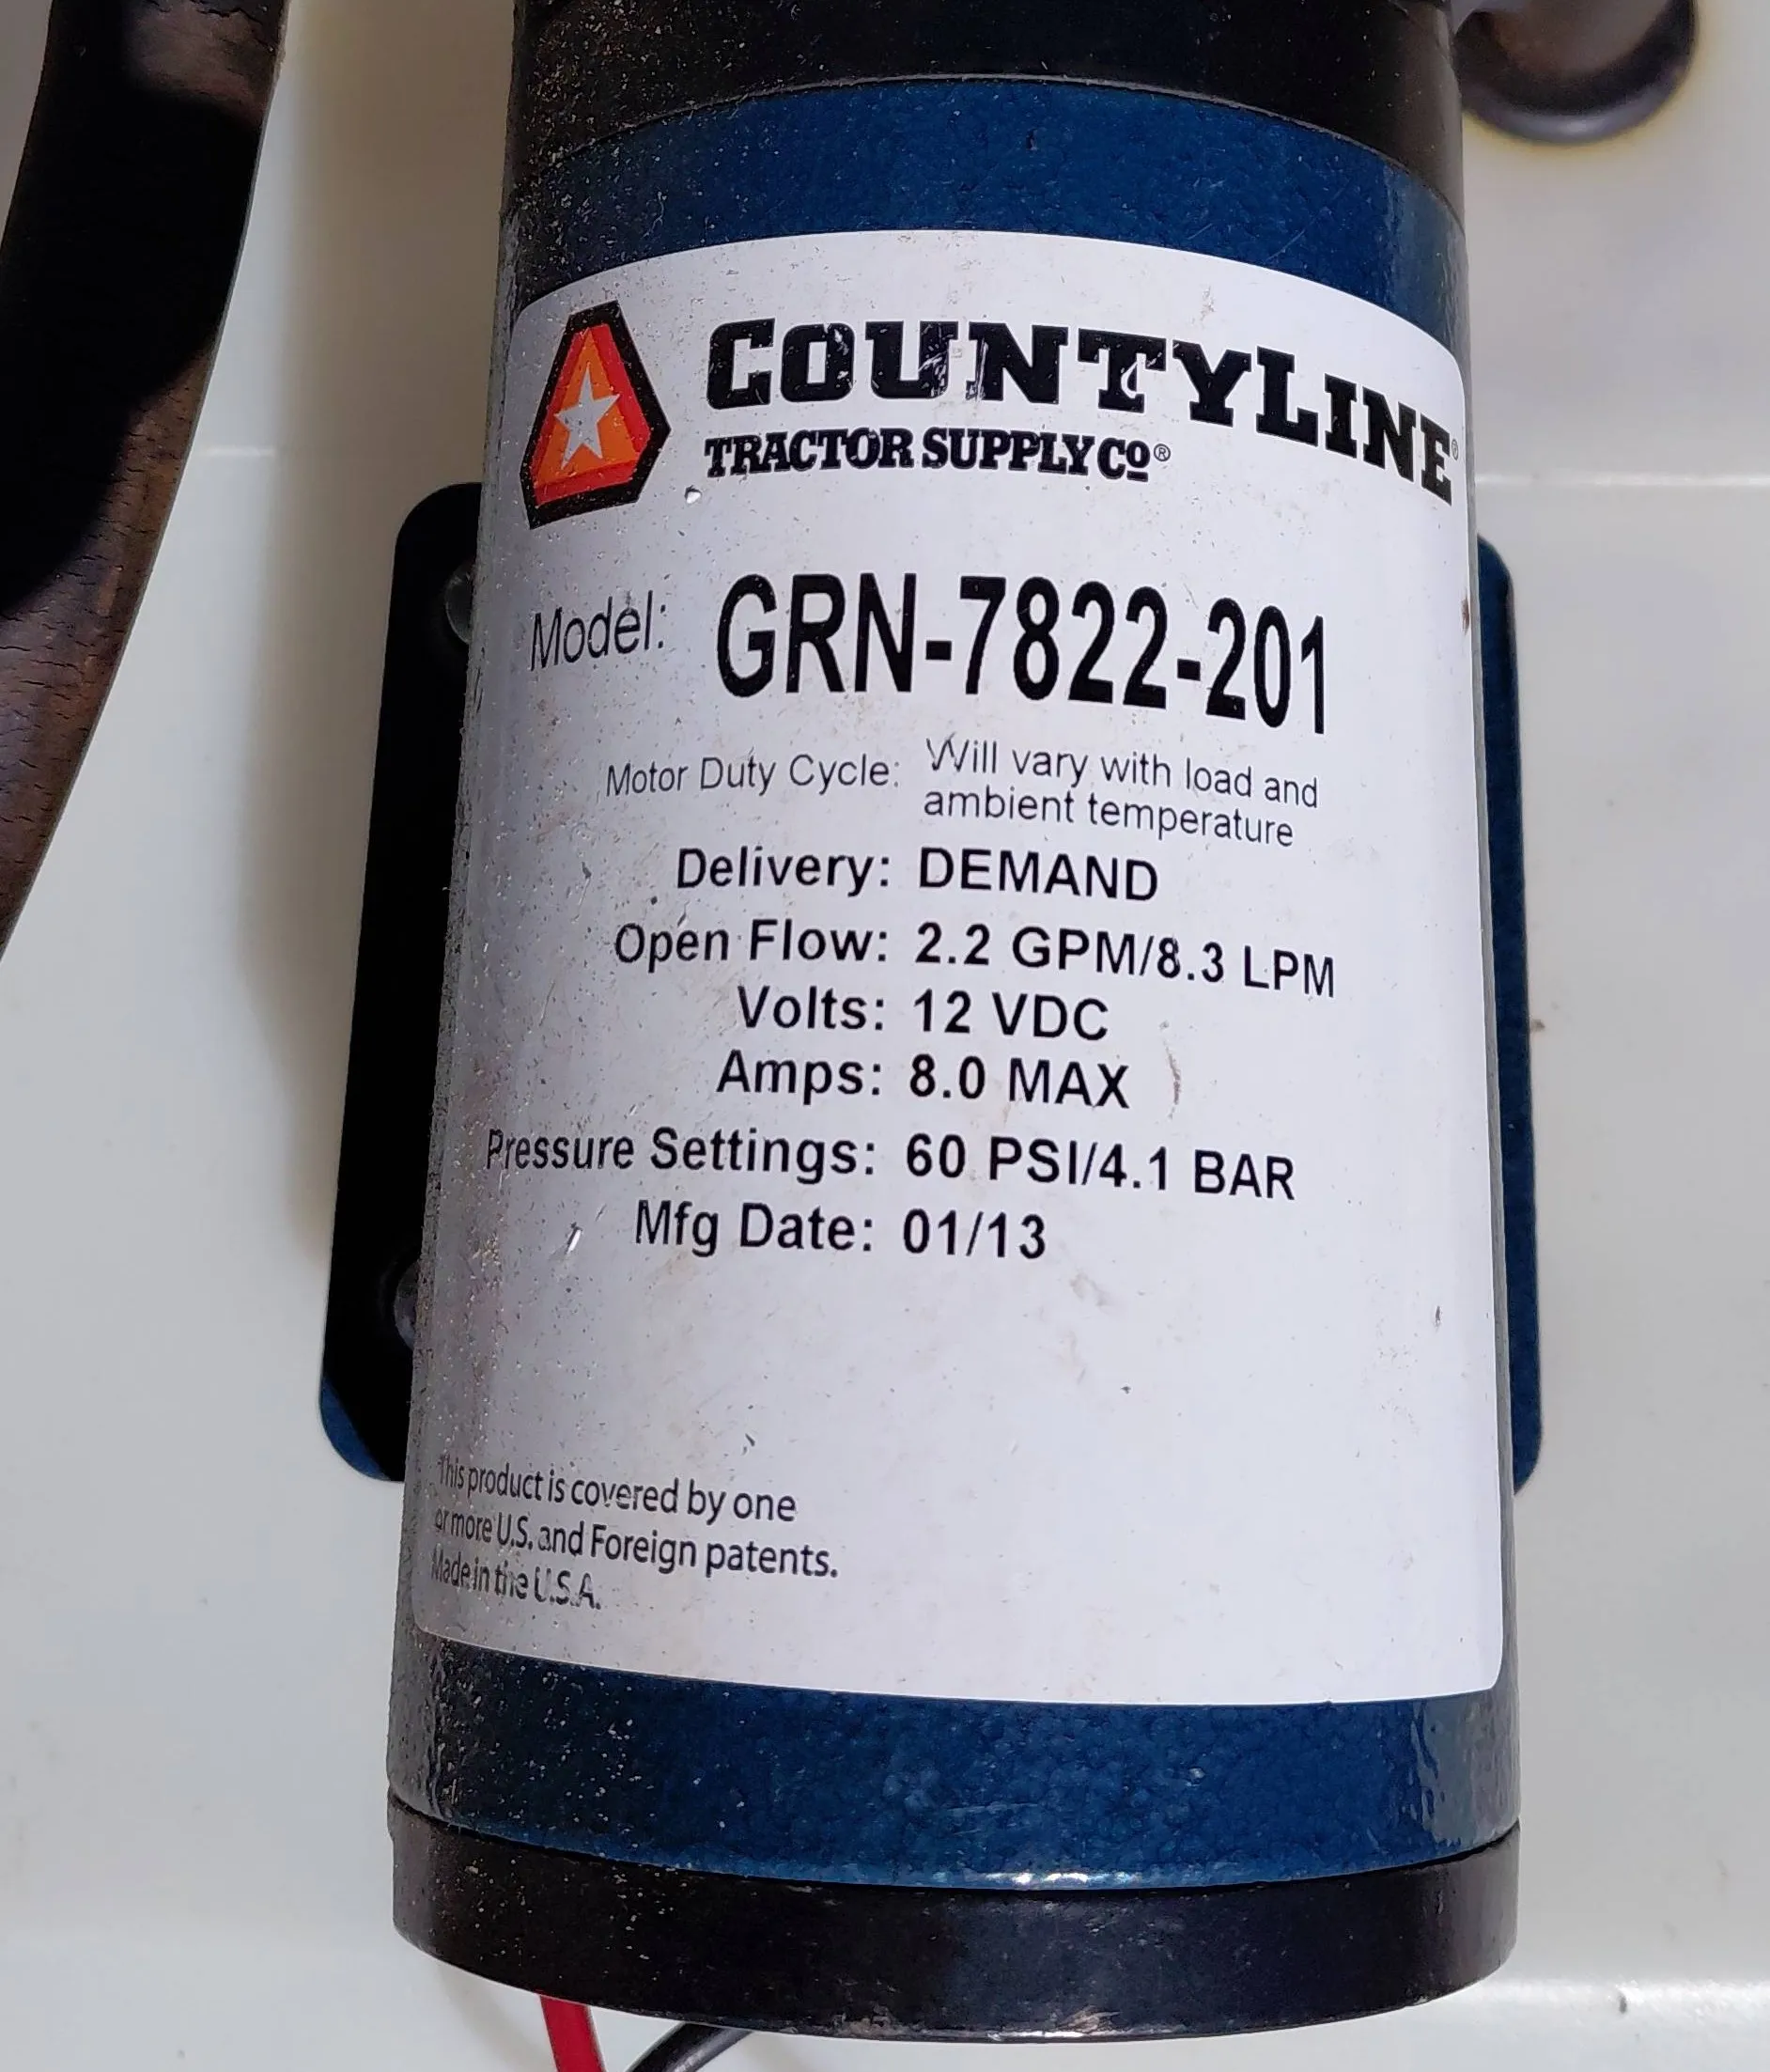 COUNTYLINE®
TRACTOR SUPPLY CO®
Model: GRN-7822-201
Motor Duty Cycle: Will vary with load and
ambient temperature
Delivery: DEMAND
Open Flow: 2.2 GPM/8.3 LPM
Volts: 12 VDC
Amps: 8.0 MAX
Pressure Settings: 60 PSI/4.1 BAR
Mfg Date: 01/13
This product is covered by one
or more U.S. and Foreign patents.
Made in the U.S.A.